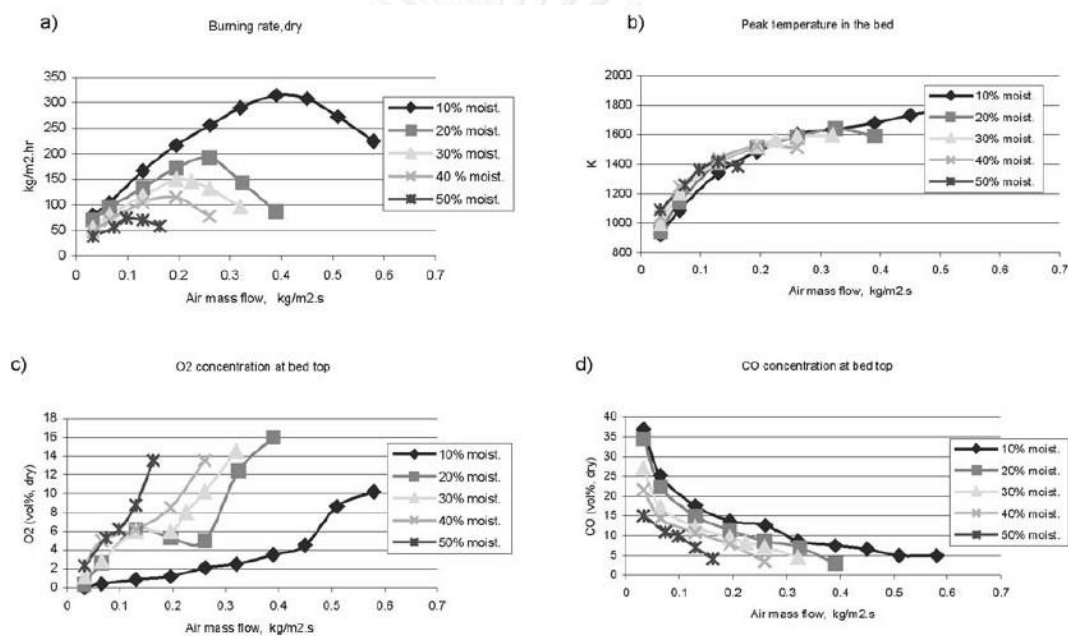 a)
Burning rate,dry
350
300
250
200
150
100
50
0
kg/m2.hr
0 0.1 0.2 0.3 0.4 0.5 0.6 0.7
Air mass flow, kg/m2.s
10% moist.
20% moist.
30% moist.
40 % moist.
50% moist.
b)
Peak temperature in the bed
2000
1800
1600
1400
1200
1000
800
K
0 0.1 0.2 0.3 0.4 0.5 0.6 0.7
Air mass flow, kg/m2.s
10% moist.
20% moist.
30% moist.
40% moist.
50% moist.
c)
O2 concentration at bed top
18
16
14
12
10
8
6
4
2
0
O2 (vol%, dry)
0 0.1 0.2 0.3 0.4 0.5 0.6 0.7
Air mass flow, kg/m2.s
10% moist.
20% moist.
30% moist.
40% moist.
50% moist.
d)
CO concentration at bed top
40
35
30
25
20
15
10
5
0
CO (vol%, dry)
0 0.1 0.2 0.3 0.4 0.5 0.6 0.7
Air mass flow, kg/m2.s
10% moist.
20% moist.
30% moist.
40% moist.
50% moist.